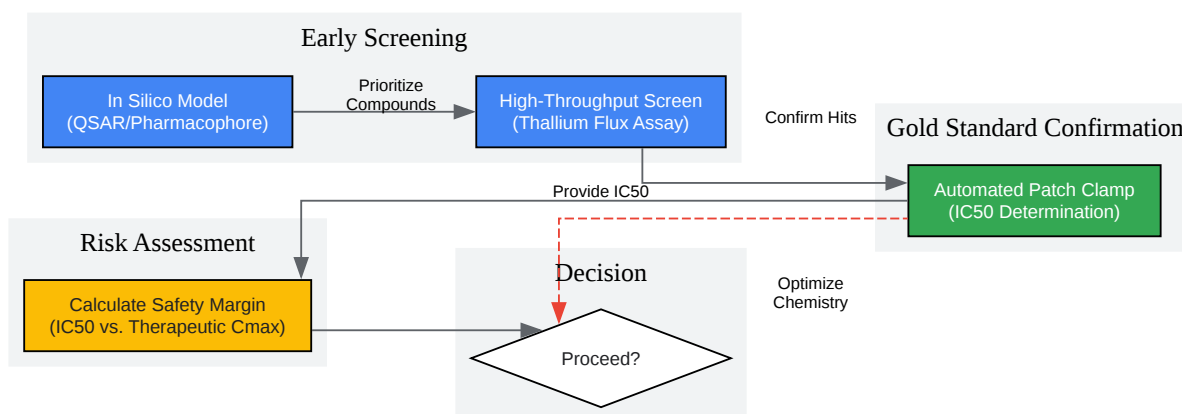 Early Screening
In Silico Model
(QSAR/Pharmacophore)
Prioritize
Compounds
High-Throughput Screen
(Thallium Flux Assay)
Confirm Hits
Gold Standard Confirmation
Automated Patch Clamp
(IC50 Determination)
Provide IC50
Risk Assessment
Calculate Safety Margin
(IC50 vs. Therapeutic Cmax)
Decision
Proceed?
Optimize
Chemistry